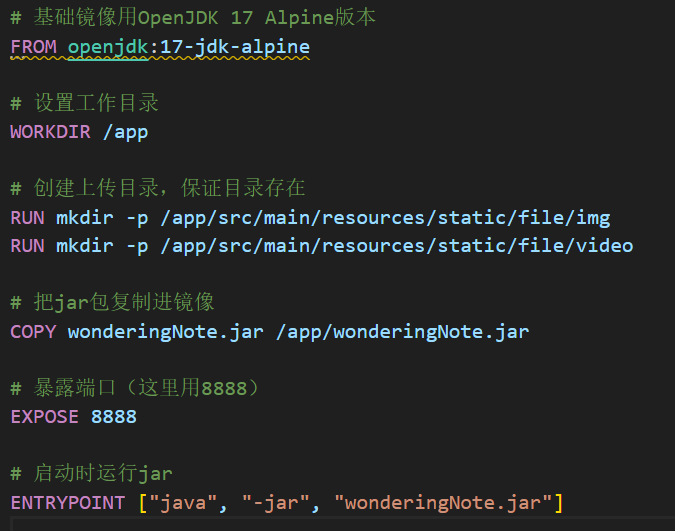 # 基础镜像用OpenJDK 17 Alpine版本
FROM openjdk:17-jdk-alpine
# 设置工作目录
WORKDIR /app
# 创建上传目录，保证目录存在
RUN mkdir -p /app/src/main/resources/static/file/img
RUN mkdir -p /app/src/main/resources/static/file/video
# 把jar包复制进镜像
COPY wonderingNote.jar /app/wonderingNote.jar
# 暴露端口（这里用8888）
EXPOSE 8888
# 启动时运行jar
ENTRYPOINT ["java", "-jar", "wonderingNote.jar"]